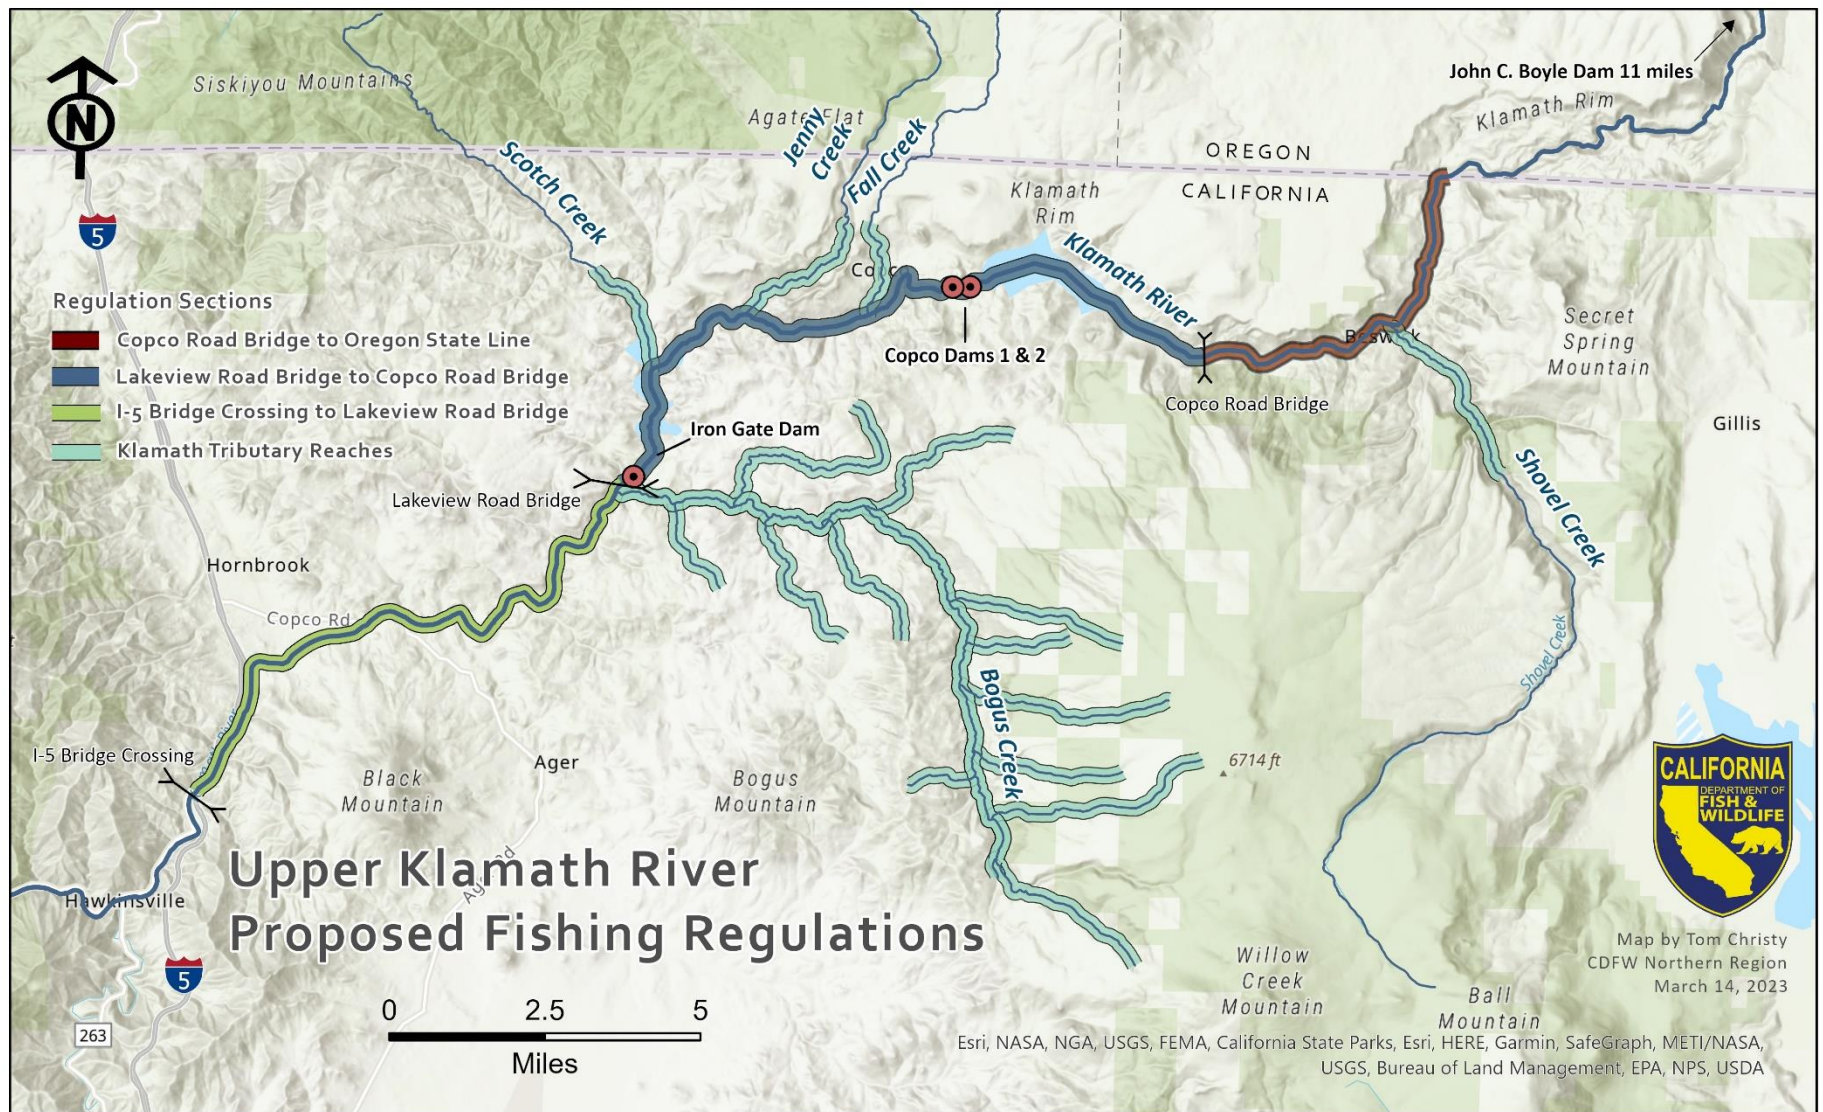 John C. Boyle Dam 11 miles
Siskiyou Mountains
Klamath Rim
Agate Flat
Jenny
Creek
Fall Creek
Scotch Creek
N
OREGON
CALIFORNIA
Klamath
Rim
5
Klamath River
Regulation Sections
Copco Road Bridge to Oregon State Line
Lakeview Road Bridge to Copco Road Bridge
I-5 Bridge Crossing to Lakeview Road Bridge
Klamath Tributary Reaches
Copco Dams 1 & 2
Secret
Spring
Mountain
Beswick
Copco Road Bridge
Gillis
Iron Gate Dam
Lakeview Road Bridge
Shovel Creek
Hornbrook
Copco Rd
Shovel Creek
Bogus Creek
I-5 Bridge Crossing
Black
Mountain
Ager
Bogus
Mountain
6714 ft
CALIFORNIA
DEPARTMENT OF
FISH &
WILDLIFE
Upper Klamath River
Proposed Fishing Regulations
Hawkinsville
5
263
0 2.5 5
Miles
Willow
Creek
Mountain
Ball
Mountain
Map by Tom Christy
CDFW Northern Region
March 14, 2023
Esri, NASA, NGA, USGS, FEMA, California State Parks, Esri, HERE, Garmin, SafeGraph, METI/NASA,
USGS, Bureau of Land Management, EPA, NPS, USDA